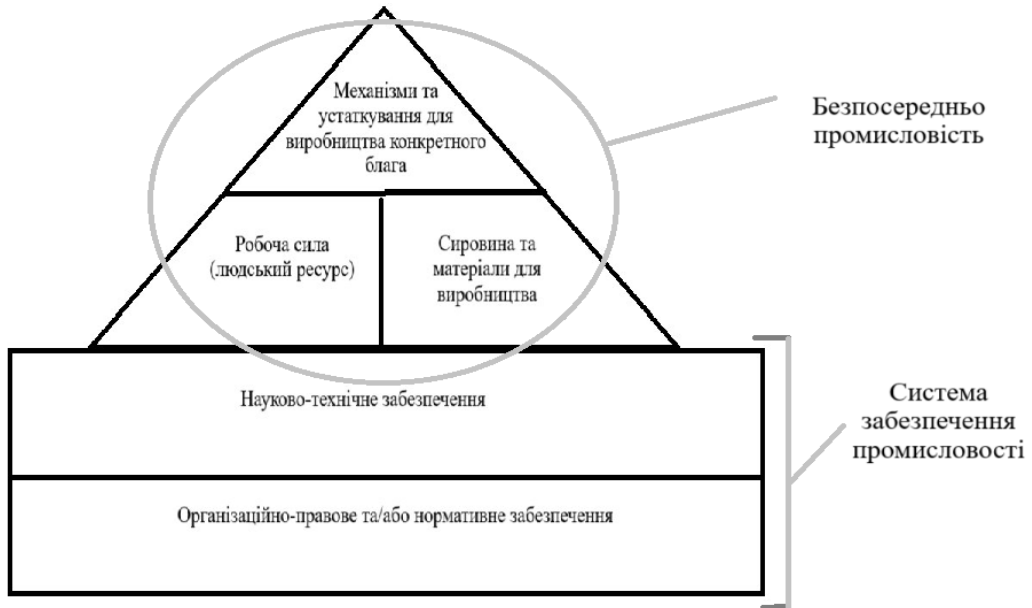 Механізми та
устаткування для
виробництва конкретного
блага
Безпосередньо
промисловість
Робоча сила
(людський ресурс)
Сировина та
матеріали для
виробництва
Науково-технічне забезпечення
Система
забезпечення
промисловості
Організаційно-правове та/або нормативне забезпечення